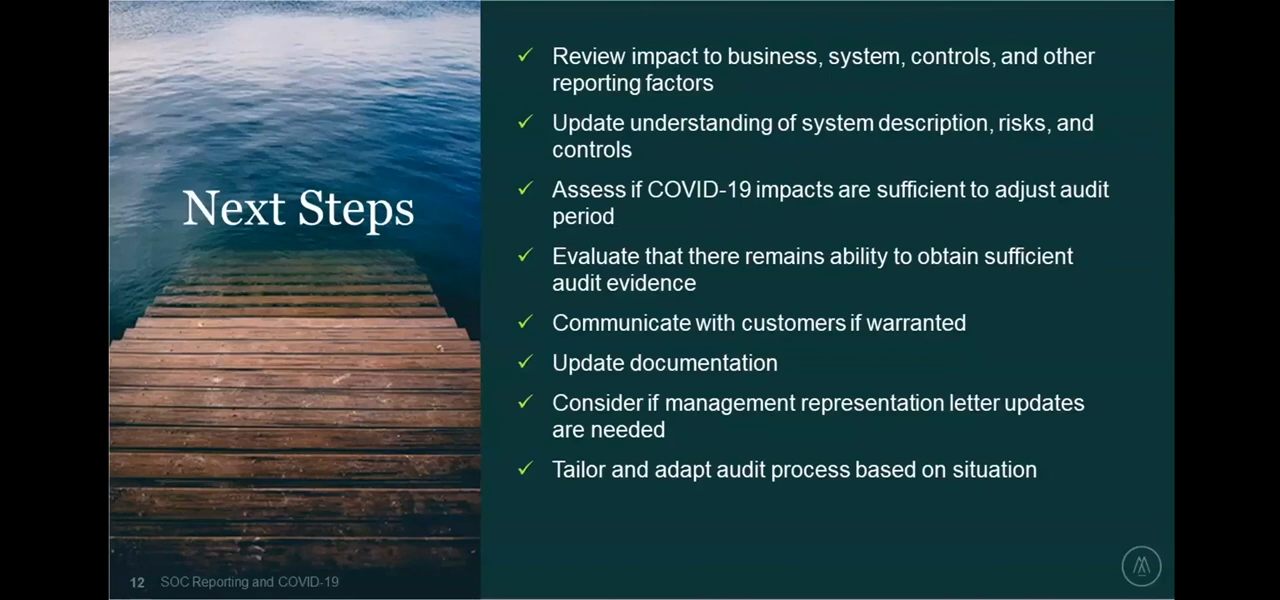 Next Steps
Review impact to business, system, controls, and other
reporting factors
Update understanding of system description, risks, and
controls
Assess if COVID-19 impacts are sufficient to adjust audit
period
Evaluate that there remains ability to obtain sufficient
audit evidence
Communicate with customers if warranted
Update documentation
Consider if management representation letter updates
are needed
Tailor and adapt audit process based on situation
12 SOC Reporting and COVID-19